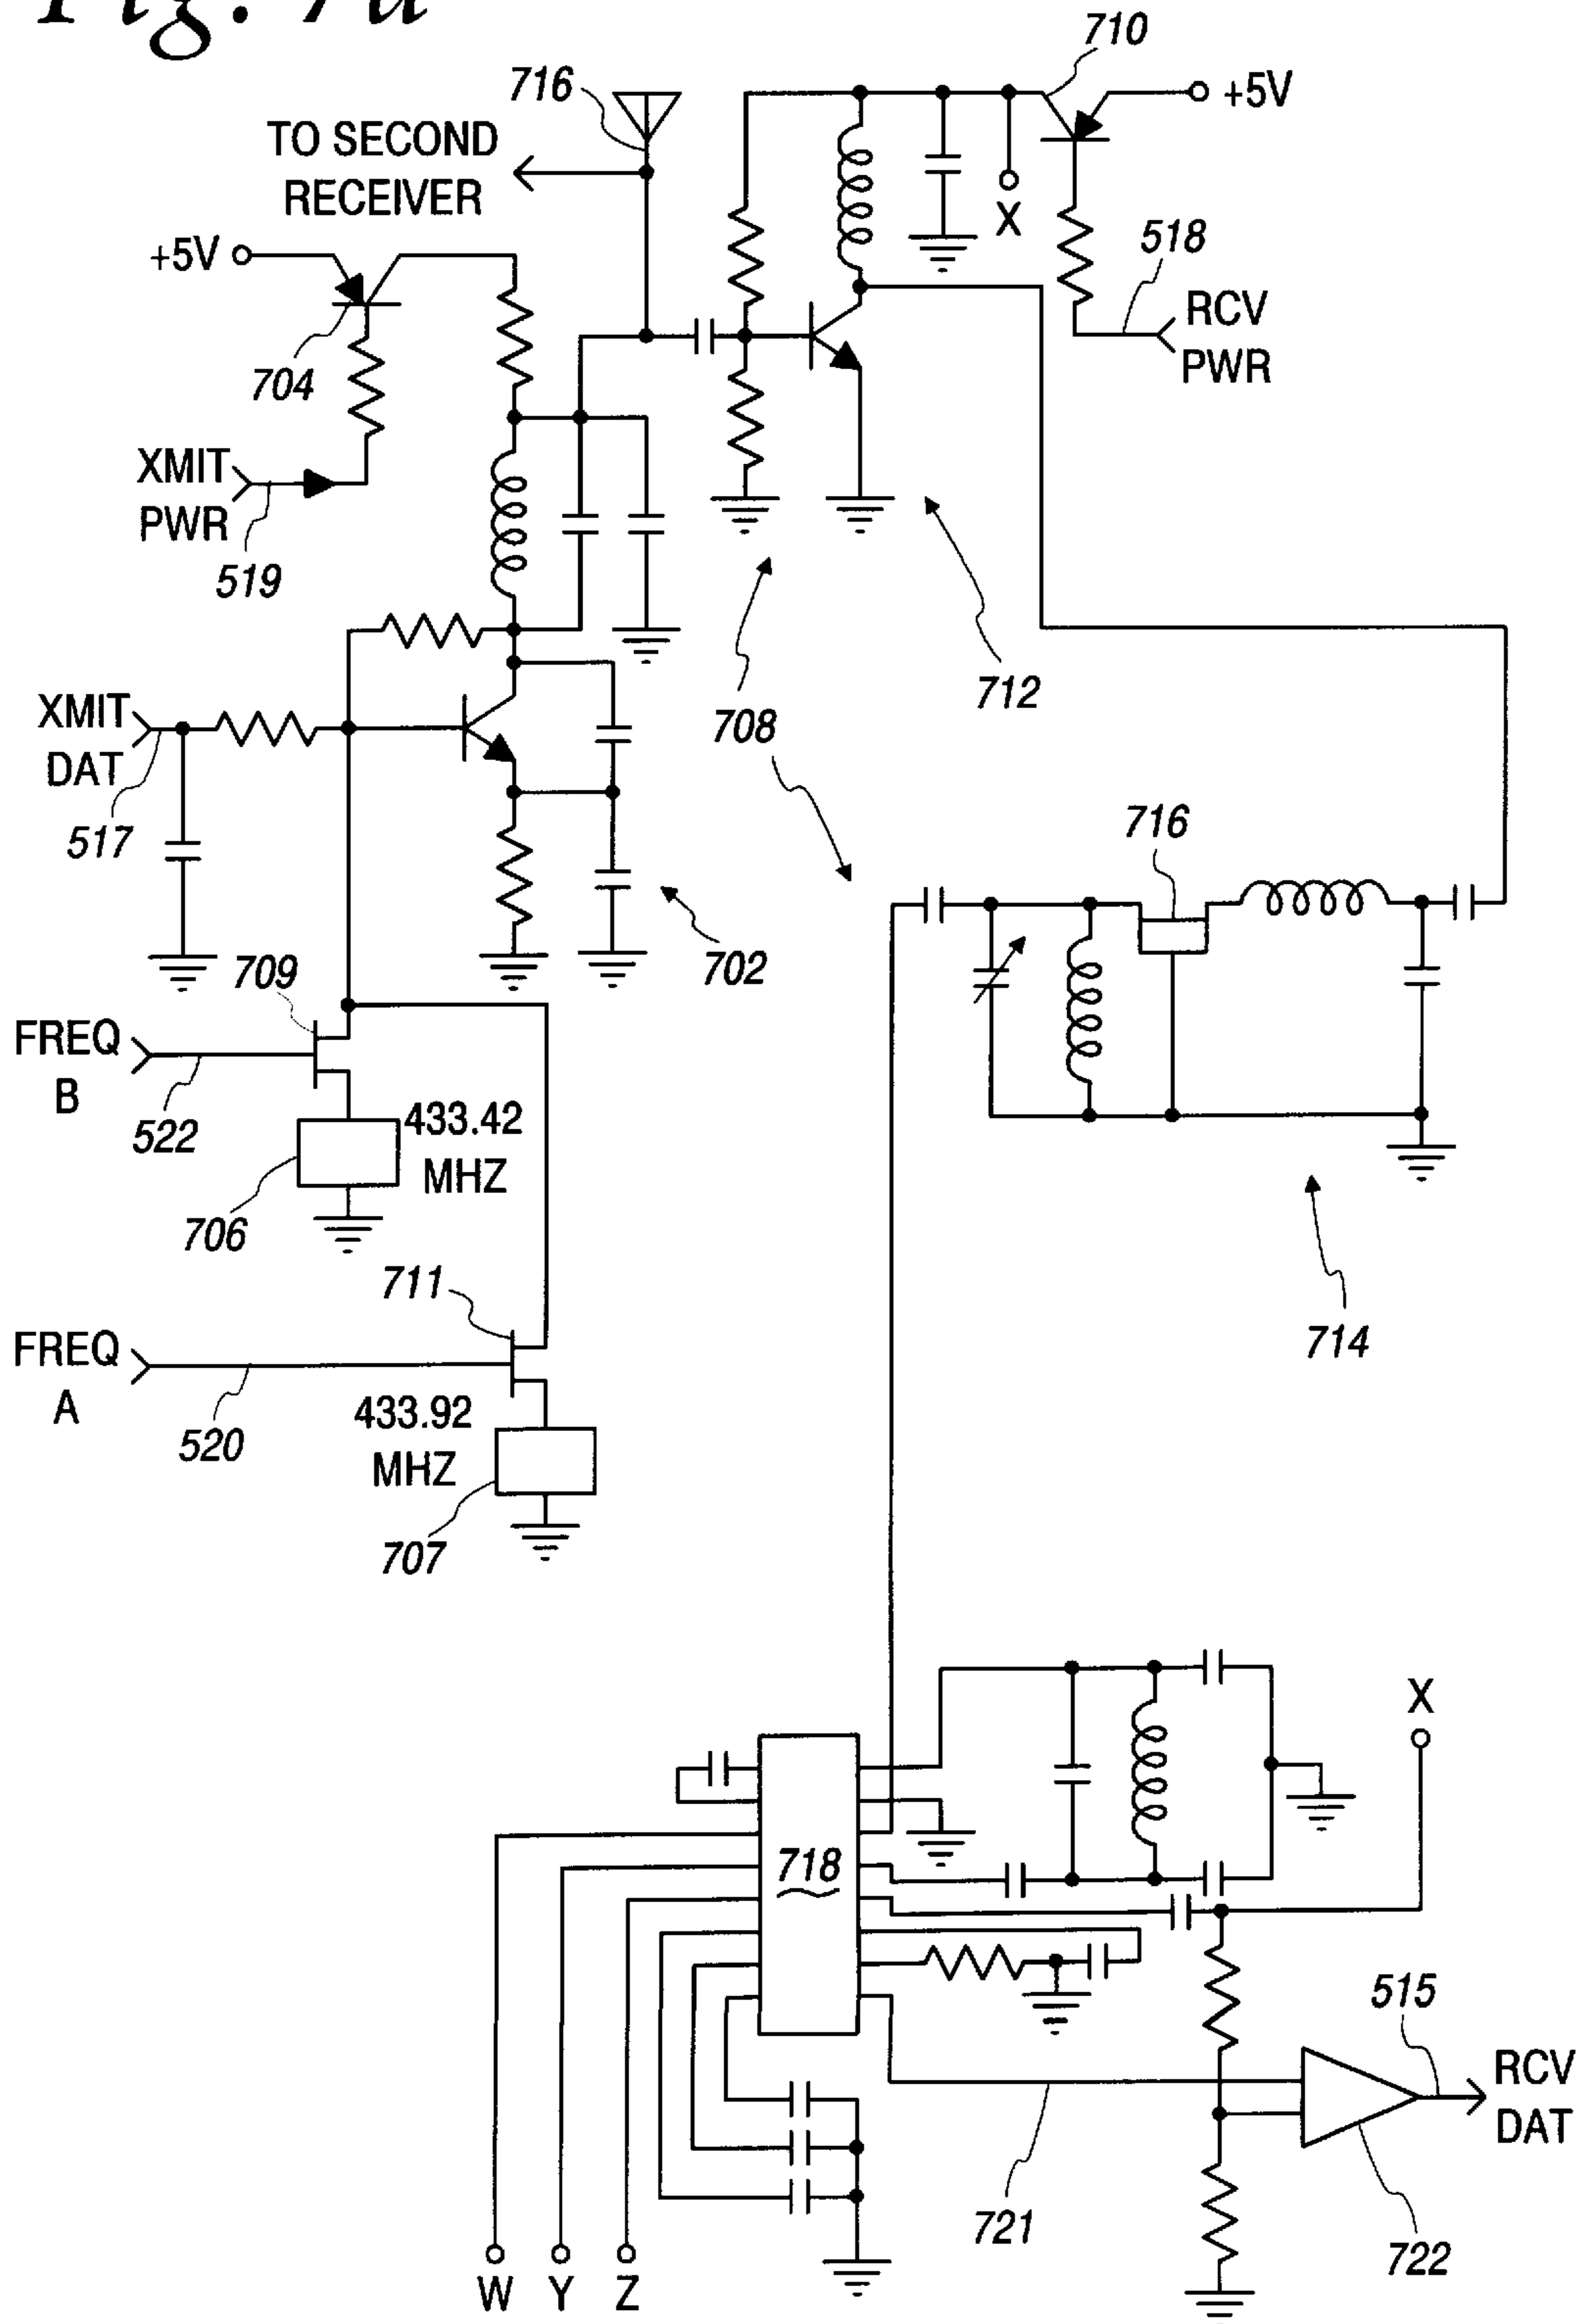 Fig. 7a
710
716
+5V
TO SECOND
RECEIVER
X
518
+5V
RCV
PWR
704
XMIT
PWR
519
712
XMIT
DAT
708
517
716
709
702
FREQ
B
522
433.42
MHZ
706
711
714
FREQ
A
520
433.92
MHZ
707
X
718
515
RCV
DAT
721
722
W Y Z